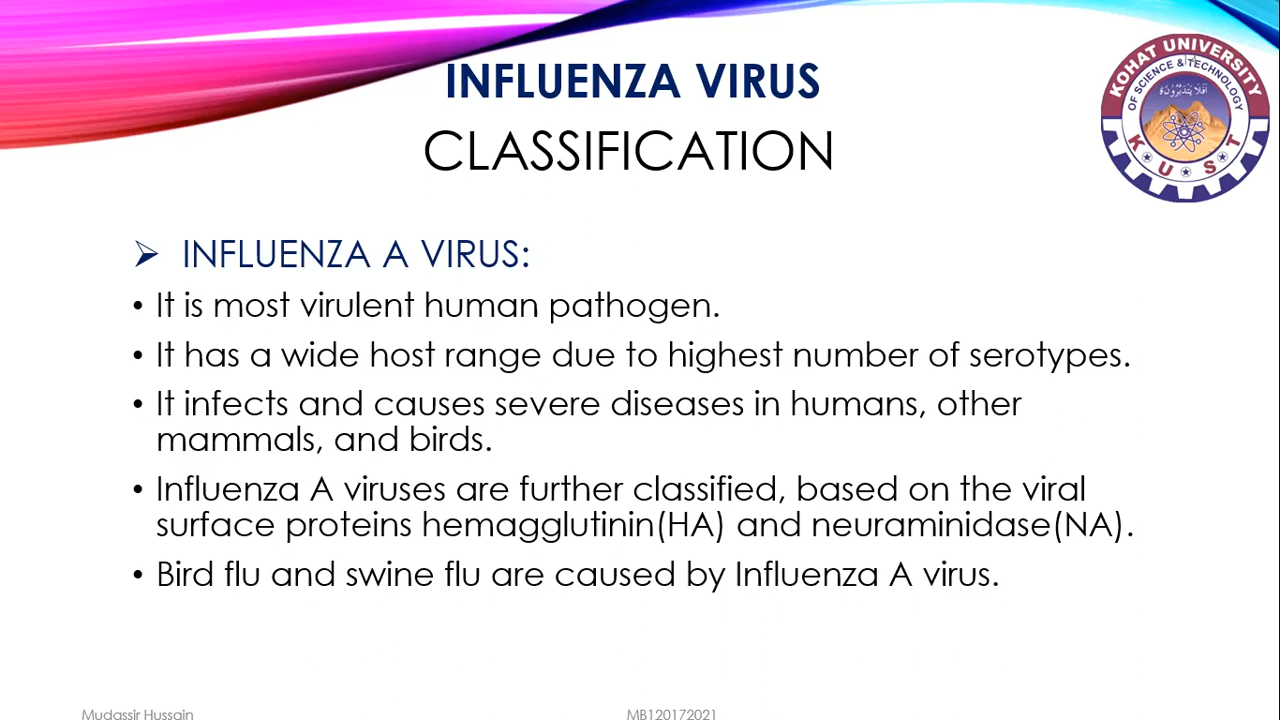 INFLUENZA VIRUS
CLASSIFICATION
KOHAT UNIVERSITY
OF SCIENCE & TECHNOLOGY
K U S T
➢ INFLUENZA A VIRUS:
• It is most virulent human pathogen.
• It has a wide host range due to highest number of serotypes.
• It infects and causes severe diseases in humans, other
mammals, and birds.
• Influenza A viruses are further classified, based on the viral
surface proteins hemagglutinin(HA) and neuraminidase(NA).
• Bird flu and swine flu are caused by Influenza A virus.
Mudassir Hussain
MB120172021